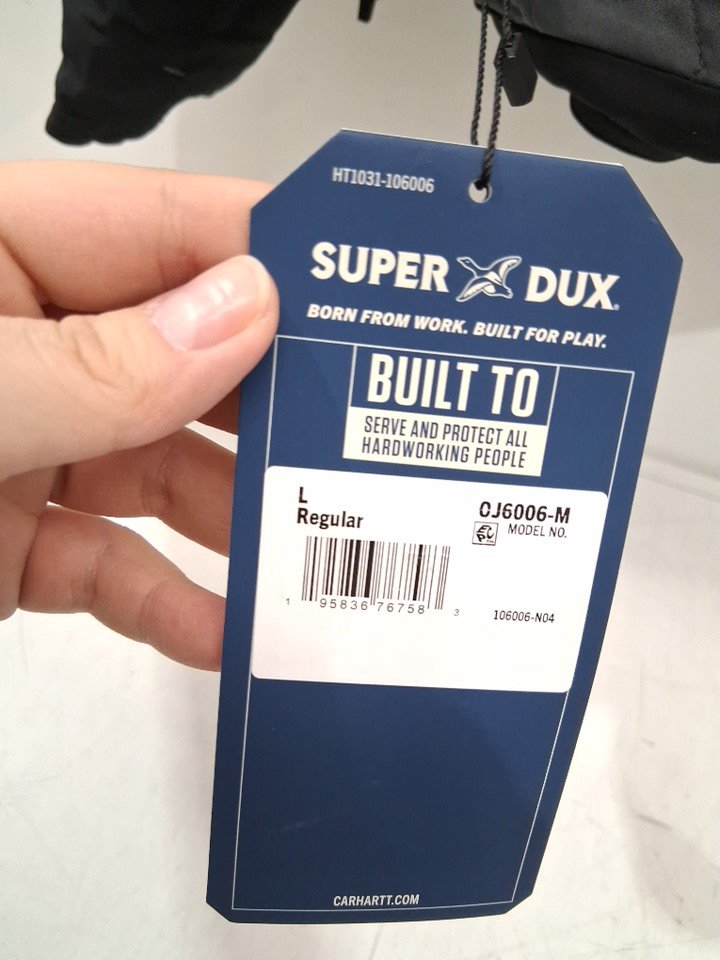 HT1031-106006
SUPER DUX®
BORN FROM WORK. BUILT FOR PLAY.
BUILT TO
SERVE AND PROTECT ALL
HARDWORKING PEOPLE
L
Regular
OJ6006-M
MODEL NO.
1 95836 76758 3
106006-N04
CARHARTT.COM